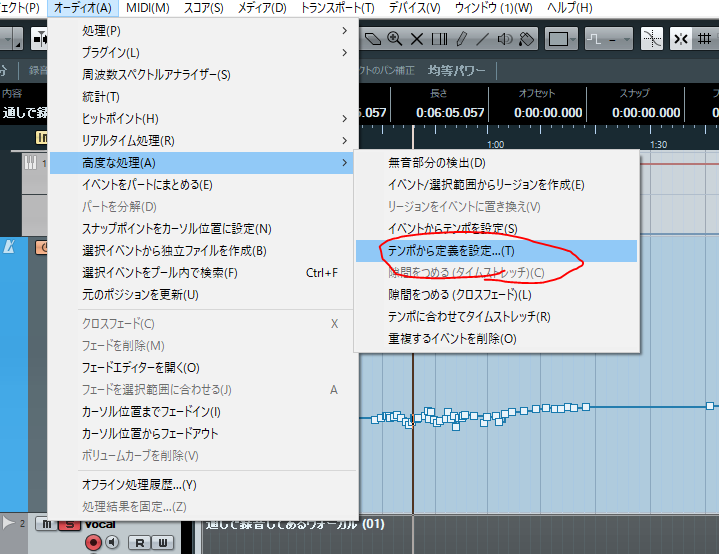 ェクト(P) オーディオ(A) MIDI(M) スコア(S) メディア(D) トランスポート(T) デバイス(V) ウィンドウ (1)(W) ヘルプ(H)
処理(P)
プラグイン(L)
周波数スペクトルアナライザー(S)
統計(T)
ヒットポイント(H)
リアルタイム処理(R)
高度な処理(A)
イベントをパートにまとめる(E)
パートを分解(D)
スナップポイントをカーソル位置に設定(N)
選択イベントから独立ファイルを作成(B)
選択イベントをプール内で検索(F) Ctrl+F
元のポジションを更新(U)
クロスフェード(C) X
フェードを削除(M)
フェードエディターを開く(O)
フェードを選択範囲に合わせる(J) A
カーソル位置までフェードイン(I)
カーソル位置からフェードアウト
ボリュームカーブを削除(V)
オフライン処理履歴...(Y)
処理結果を固定...(Z)
無音部分の検出(D)
イベント/選択範囲からリージョンを作成(E)
リージョンをイベントに置き換え(V)
イベントからテンポを設定(S)
テンポから定義を設定...(T)
隙間をつめる (タイムストレッチ)(C)
隙間をつめる (クロスフェード)(L)
テンポに合わせてタイムストレッチ(R)
重複するイベントを削除(O)
分 録音
クトのパン補正 均等パワー
内容 長さ オフセット スナップ
通しで録 5.057 0:06:05.057 0:00:00.000 0:00:00.000
In
1:00 1:30
1
2 m S Vocal
R W
通しで録音してあるヴォーカル (01)